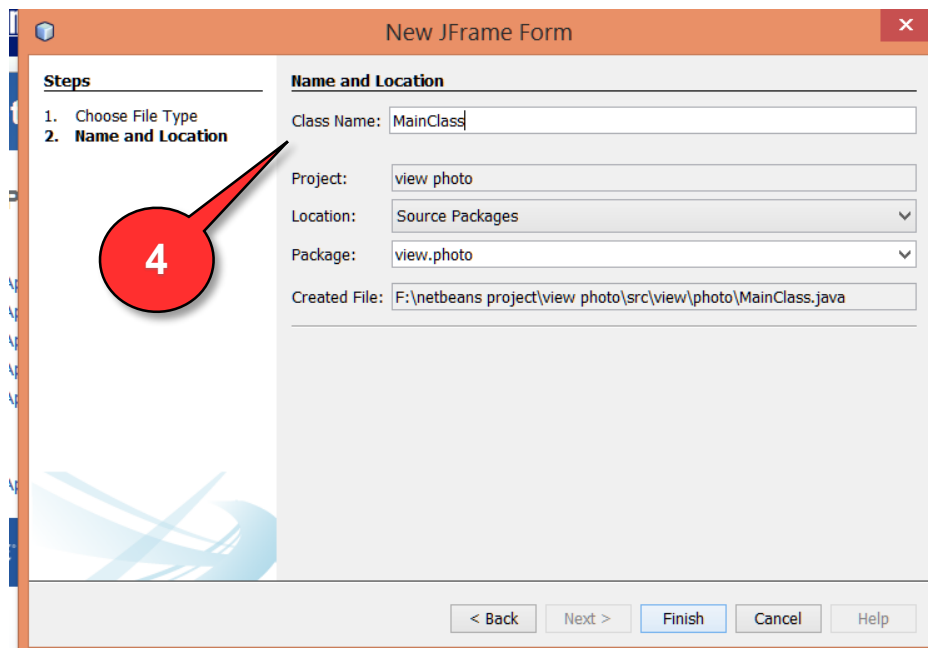 New JFrame Form
Steps
1. Choose File Type
2. Name and Location
Name and Location
Class Name: MainClass
Project: view photo
Location: Source Packages
Package: view.photo
Created File: F:\netbeans project\view photo\src\view\photo\MainClass.java
4
< Back Next > Finish Cancel Help